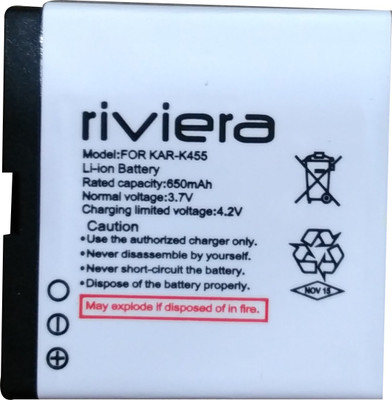 riviera
Model:FOR KAR-K455
Li-ion Battery
Rated capacity:650mAh
Normal voltage:3.7V
Charging limited voltage:4.2V
Caution
•Use the authorized charger only.
•Never disassemble by yourself.
•Never short-circuit the battery.
•Dispose of the battery properly.
May explode if disposed of in fire.
NOV 15